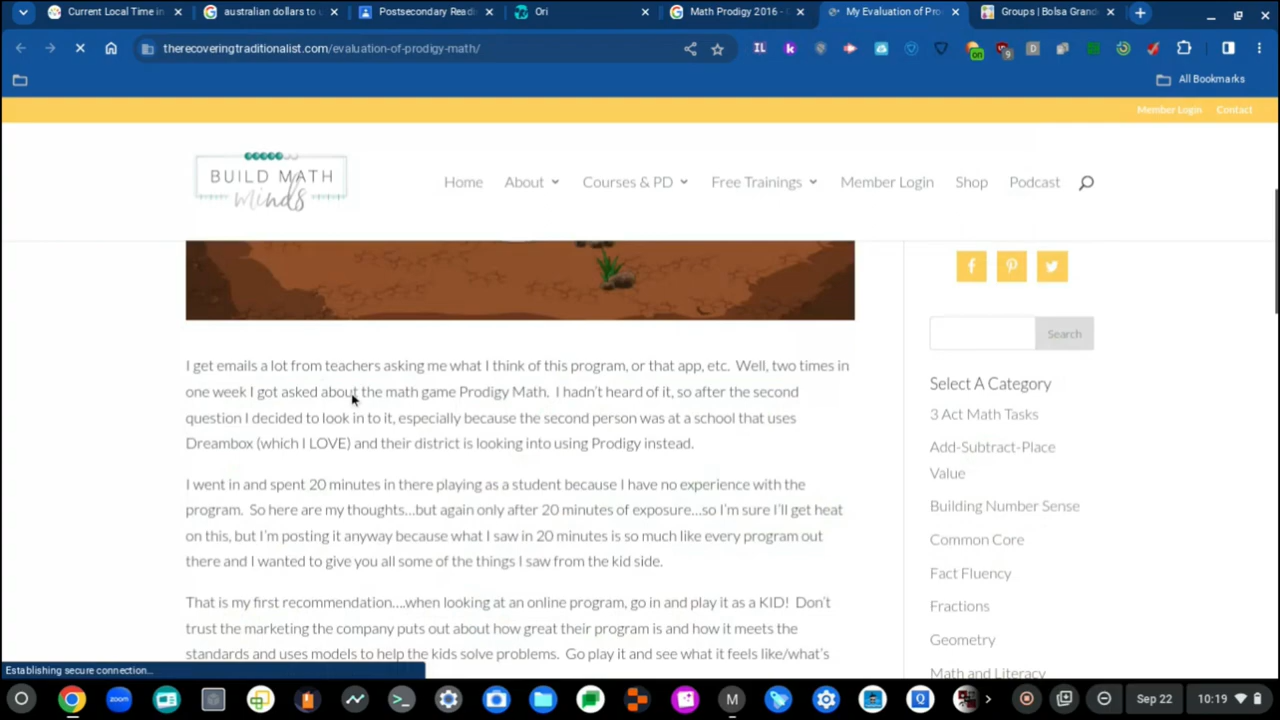 Current Local Time in
australian dollars to u
Postsecondary Read
Ori
Math Prodigy 2016 -
My Evaluation of Pro
Groups | Bolsa Grand
therecoveringtraditionalist.com/evaluation-of-prodigy-math/
All Bookmarks
Member Login Contact
BUILD MATH
minds
Home About Courses & PD Free Trainings Member Login Shop Podcast
I get emails a lot from teachers asking me what I think of this program, or that app, etc. Well, two times in
one week I got asked about the math game Prodigy Math. I hadn't heard of it, so after the second
question I decided to look in to it, especially because the second person was at a school that uses
Dreambox (which I LOVE) and their district is looking into using Prodigy instead.
I went in and spent 20 minutes in there playing as a student because I have no experience with the
program. So here are my thoughts...but again only after 20 minutes of exposure...so I'm sure I'll get heat
on this, but I'm posting it anyway because what I saw in 20 minutes is so much like every program out
there and I wanted to give you all some of the things I saw from the kid side.
That is my first recommendation....when looking at an online program, go in and play it as a KID! Don't
trust the marketing the company puts out about how great their program is and how it meets the
standards and uses models to help the kids solve problems. Go play it and see what it feels like/what's
Search
Select A Category
3 Act Math Tasks
Add-Subtract-Place
Value
Building Number Sense
Common Core
Fact Fluency
Fractions
Geometry
Math and Literacy
Establishing secure connection...
zoom
M
Q
Sep 22
10:19